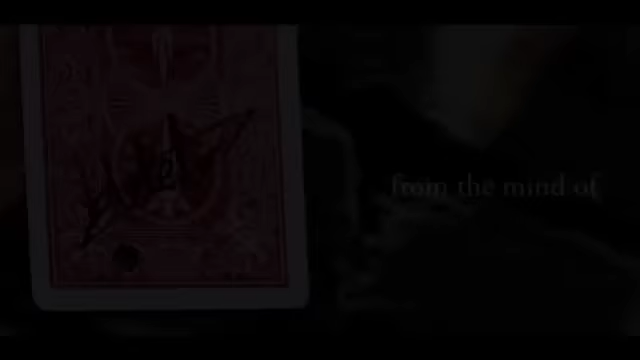 from the mind of